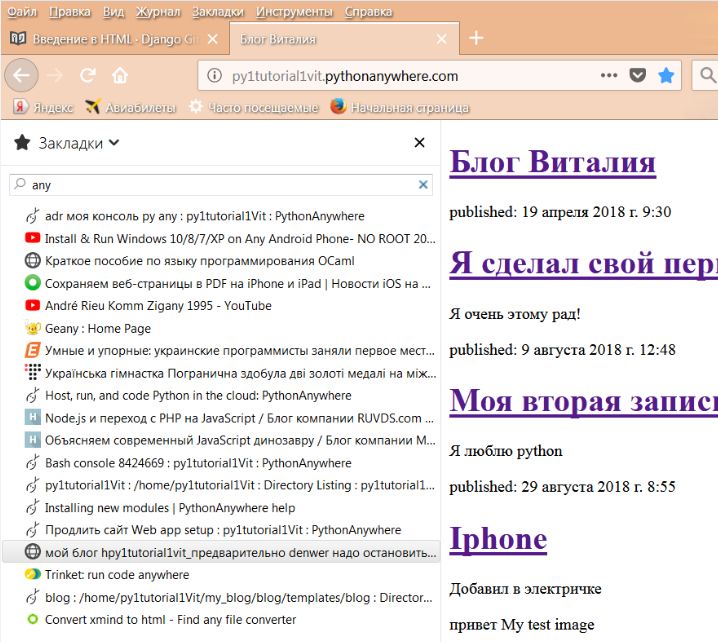 Файл Правка Вид Журнал Закладки Инструменты Справка
Введение в HTML · Django Gi
Блог Виталия
py1tutorial1vit.pythonanywhere.com
Яндекс Авиабилеты Часто посещаемые Начальная страница
Закладки
any
adr моя консоль py any : py1tutorial1Vit : PythonAnywhere
Install & Run Windows 10/8/7/XP on Any Android Phone- NO ROOT 20...
Краткое пособие по языку программирования OCaml
Сохраняем веб-страницы в PDF на iPhone и iPad | Новости iOS на ...
André Rieu Komm Zigany 1995 - YouTube
Geany : Home Page
Умные и упорные: украинские программисты заняли первое мест...
Українська гімнастка Погранична здобула дві золоті медалі на між...
Host, run, and code Python in the cloud: PythonAnywhere
Node.js и переход с PHP на JavaScript / Блог компании RUVDS.com ...
Объясняем современный JavaScript динозавру / Блог компании M...
Bash console 8424669 : py1tutorial1Vit : PythonAnywhere
py1tutorial1Vit : /home/py1tutorial1Vit : Directory Listing : py1tutorial1...
Installing new modules | PythonAnywhere help
Продлить сайт Web app setup : py1tutorial1Vit : PythonAnywhere
мой блог hpy1tutorial1vit_предварительно denwer надо остановить...
Trinket: run code anywhere
blog : /home/py1tutorial1Vit/my_blog/blog/templates/blog : Director...
Convert xmind to html - Find any file converter
Блог Виталия
published: 19 апреля 2018 г. 9:30
Я сделал свой перв
Я очень этому рад!
published: 9 августа 2018 г. 12:48
Моя вторая запись
Я люблю python
published: 29 августа 2018 г. 8:55
Iphone
Добавил в электричке
привет My test image